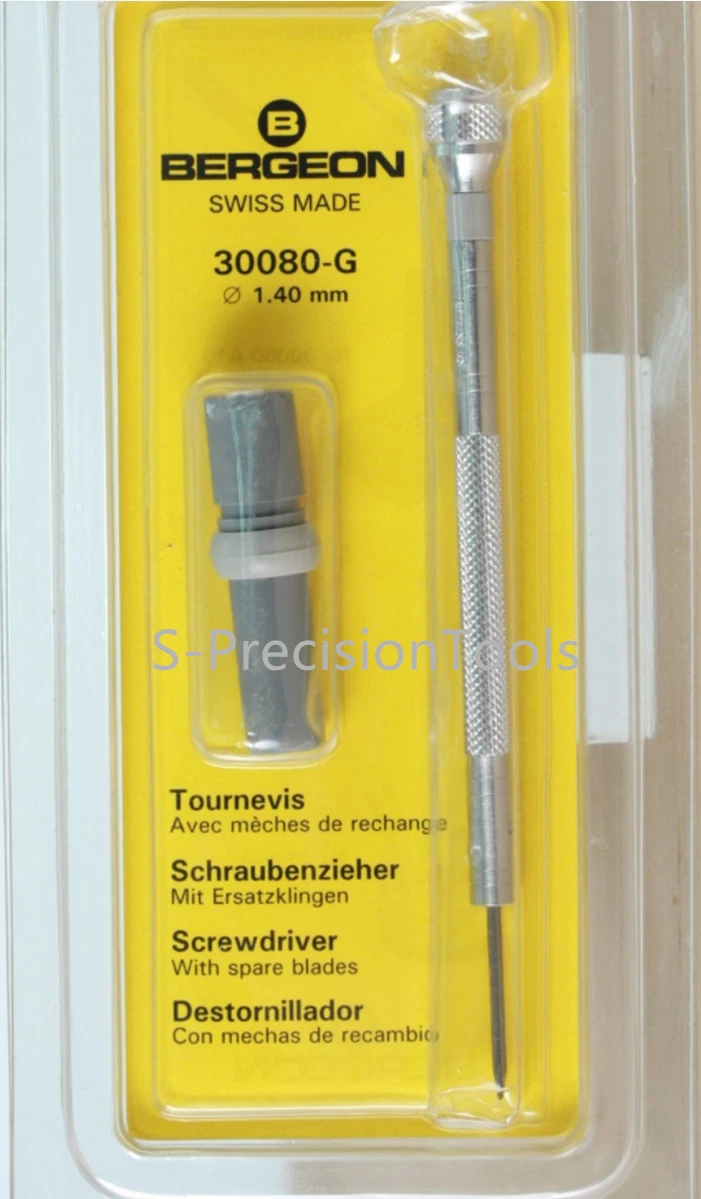 B
BERGEON
SWISS MADE
30080-G
Ø 1.40 mm
S-PrecisionTools
Tournevis
Avec mèches de rechange
Schraubenzieher
Mit Ersatzklingen
Screwdriver
With spare blades
Destornillador
Con mechas de recambio